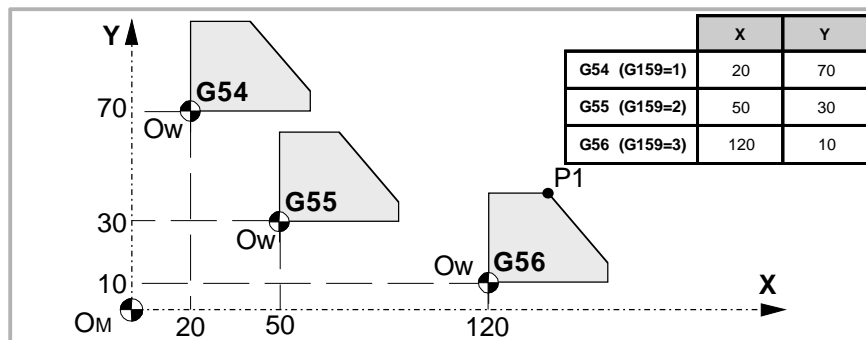 X Y
G54 (G159=1) 20 70
G55 (G159=2) 50 30
G56 (G159=3) 120 10
Y
G54
70
OW
G55
30
OW
P1
G56
OW
10
X
OM
20 50 120